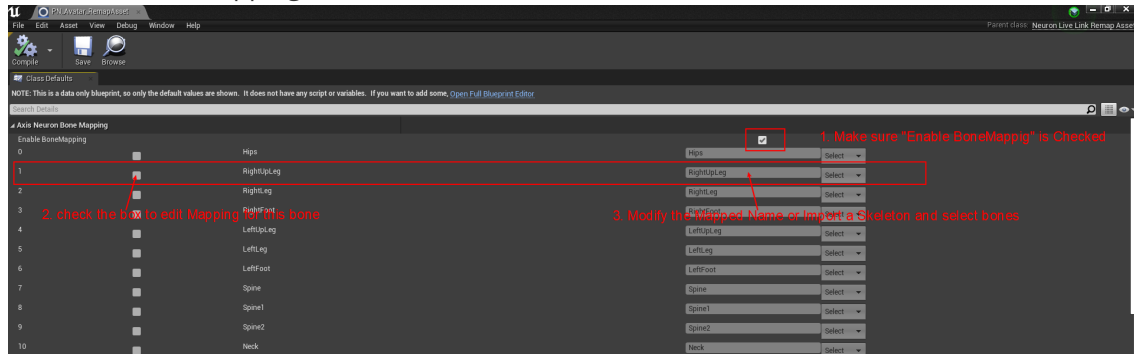 PN_Avatar_RemapAsset
File Edit Asset View Debug Window Help
Parent class: Neuron Live Link Remap Asset
Compile Save Browse
Class Defaults
NOTE: This is a data only blueprint, so only the default values are shown. It does not have any script or variables. If you want to add some, Open Full Blueprint Editor
Search Details
Axis Neuron Bone Mapping
Enable BoneMapping
1. Make sure "Enable BoneMappig" is Checked
0 Hips Hips Select
1 RightUpLeg RightUpLeg Select
2 RightLeg RightLeg Select
3 RightFoot RightFoot Select
2. check the box to edit Mapping for this bone
3. Modify the Mapped Name or Import a Skeleton and select bones
4 LeftUpLeg LeftUpLeg Select
5 LeftLeg LeftLeg Select
6 LeftFoot LeftFoot Select
7 Spine Spine Select
8 Spine1 Spine1 Select
9 Spine2 Spine2 Select
10 Neck Neck Select